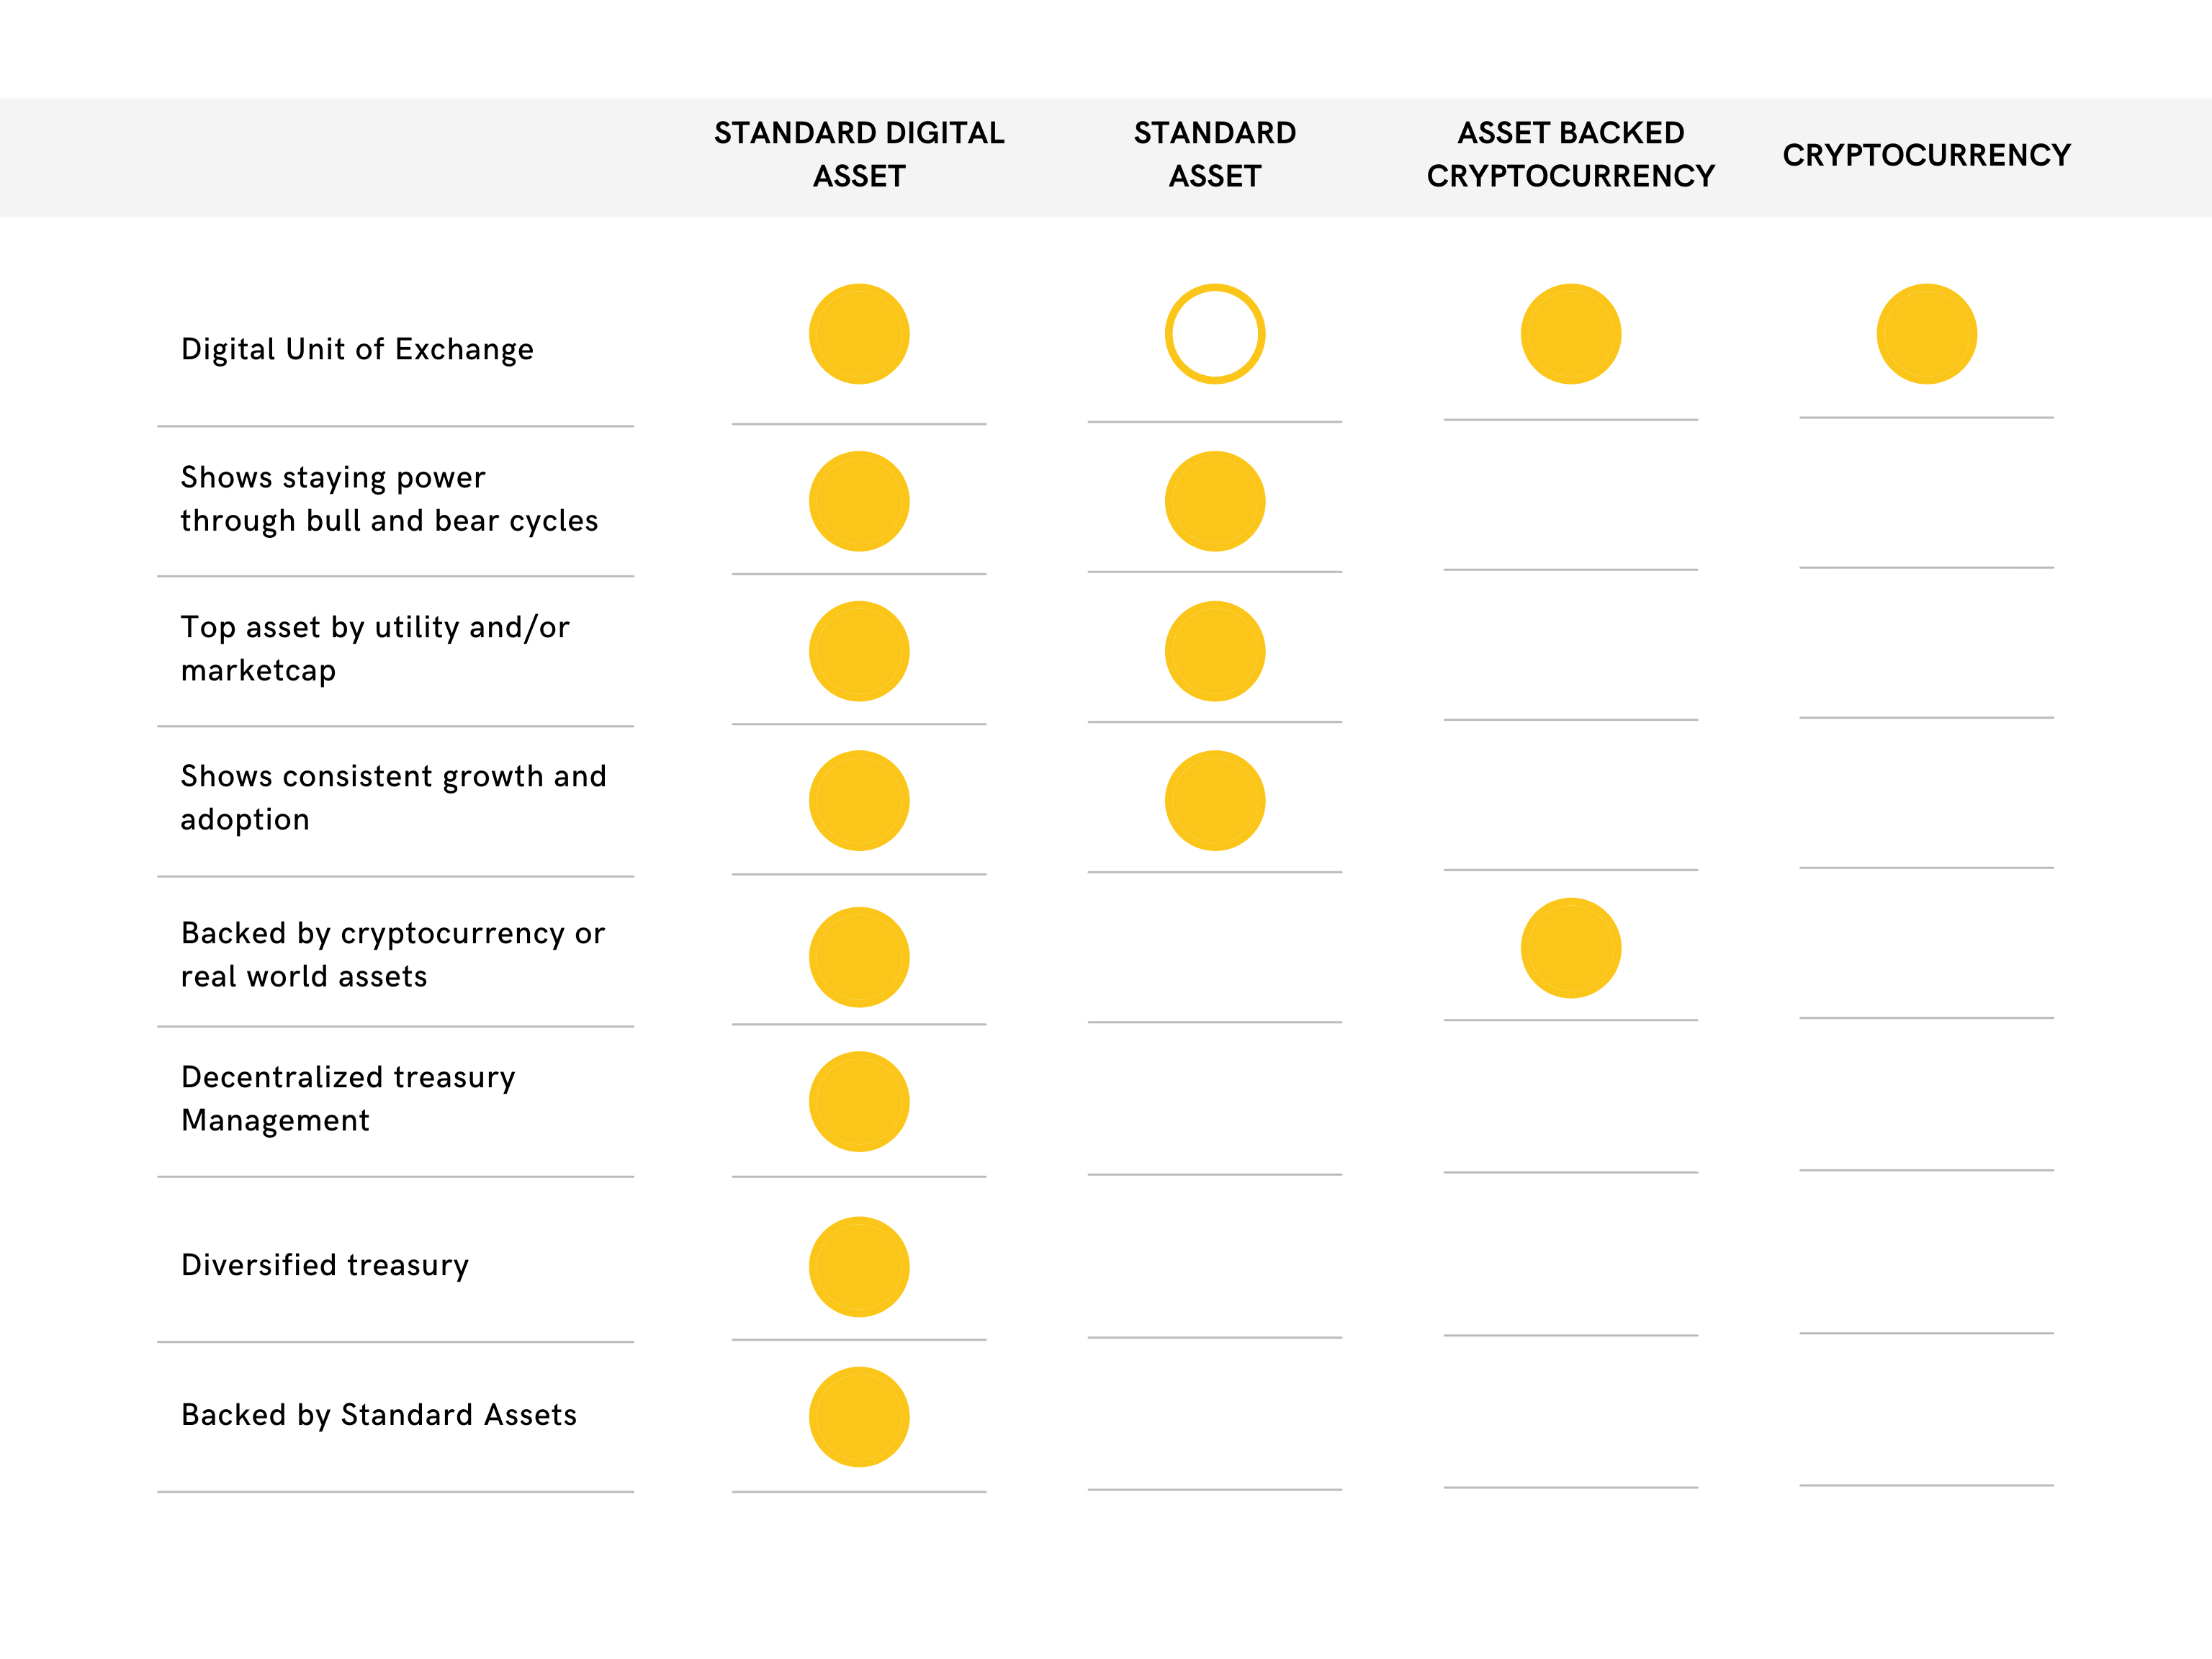 STANDARD DIGITAL
ASSET
STANDARD
ASSET
ASSET BACKED
CRYPTOCURRENCY
CRYPTOCURRENCY
Digital Unit of Exchange
Shows staying power
through bull and bear cycles
Top asset by utility and/or
marketcap
Shows consistent growth and
adoption
Backed by cryptocurrency or
real world assets
Decentralized treasury
Management
Diversified treasury
Backed by Standard Assets